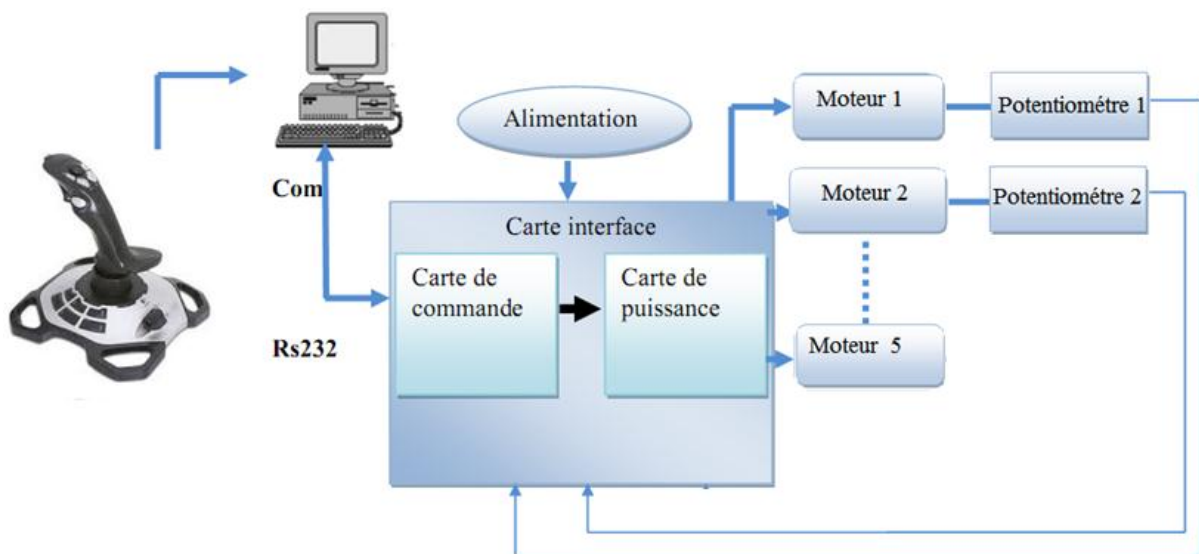 Alimentation
Moteur 1
Potentiométre 1
Com
Moteur 2
Potentiométre 2
Carte interface
Carte de
commande
Carte de
puissance
Rs232
Moteur 5